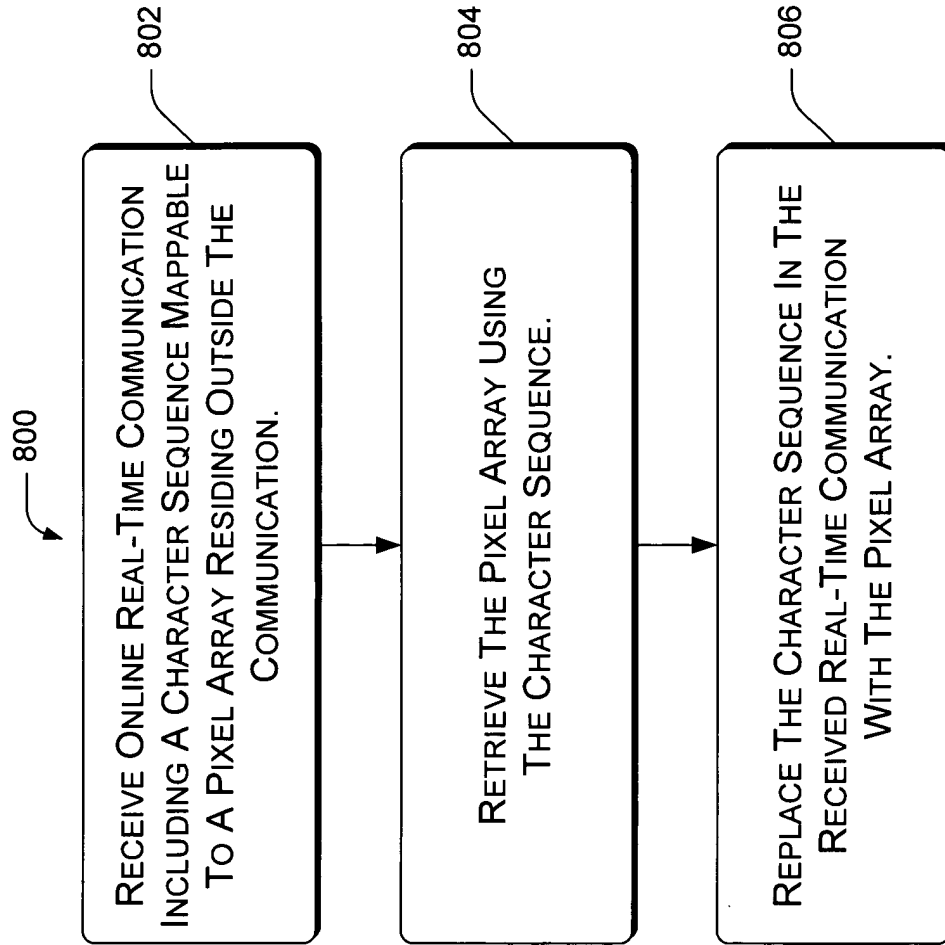 800
RECEIVE ONLINE REAL-TIME COMMUNICATION
INCLUDING A CHARACTER SEQUENCE MAPPABLE
TO A PIXEL ARRAY RESIDING OUTSIDE THE
COMMUNICATION.
802
RETRIEVE THE PIXEL ARRAY USING
THE CHARACTER SEQUENCE.
804
REPLACE THE CHARACTER SEQUENCE IN THE
RECEIVED REAL-TIME COMMUNICATION
WITH THE PIXEL ARRAY.
806